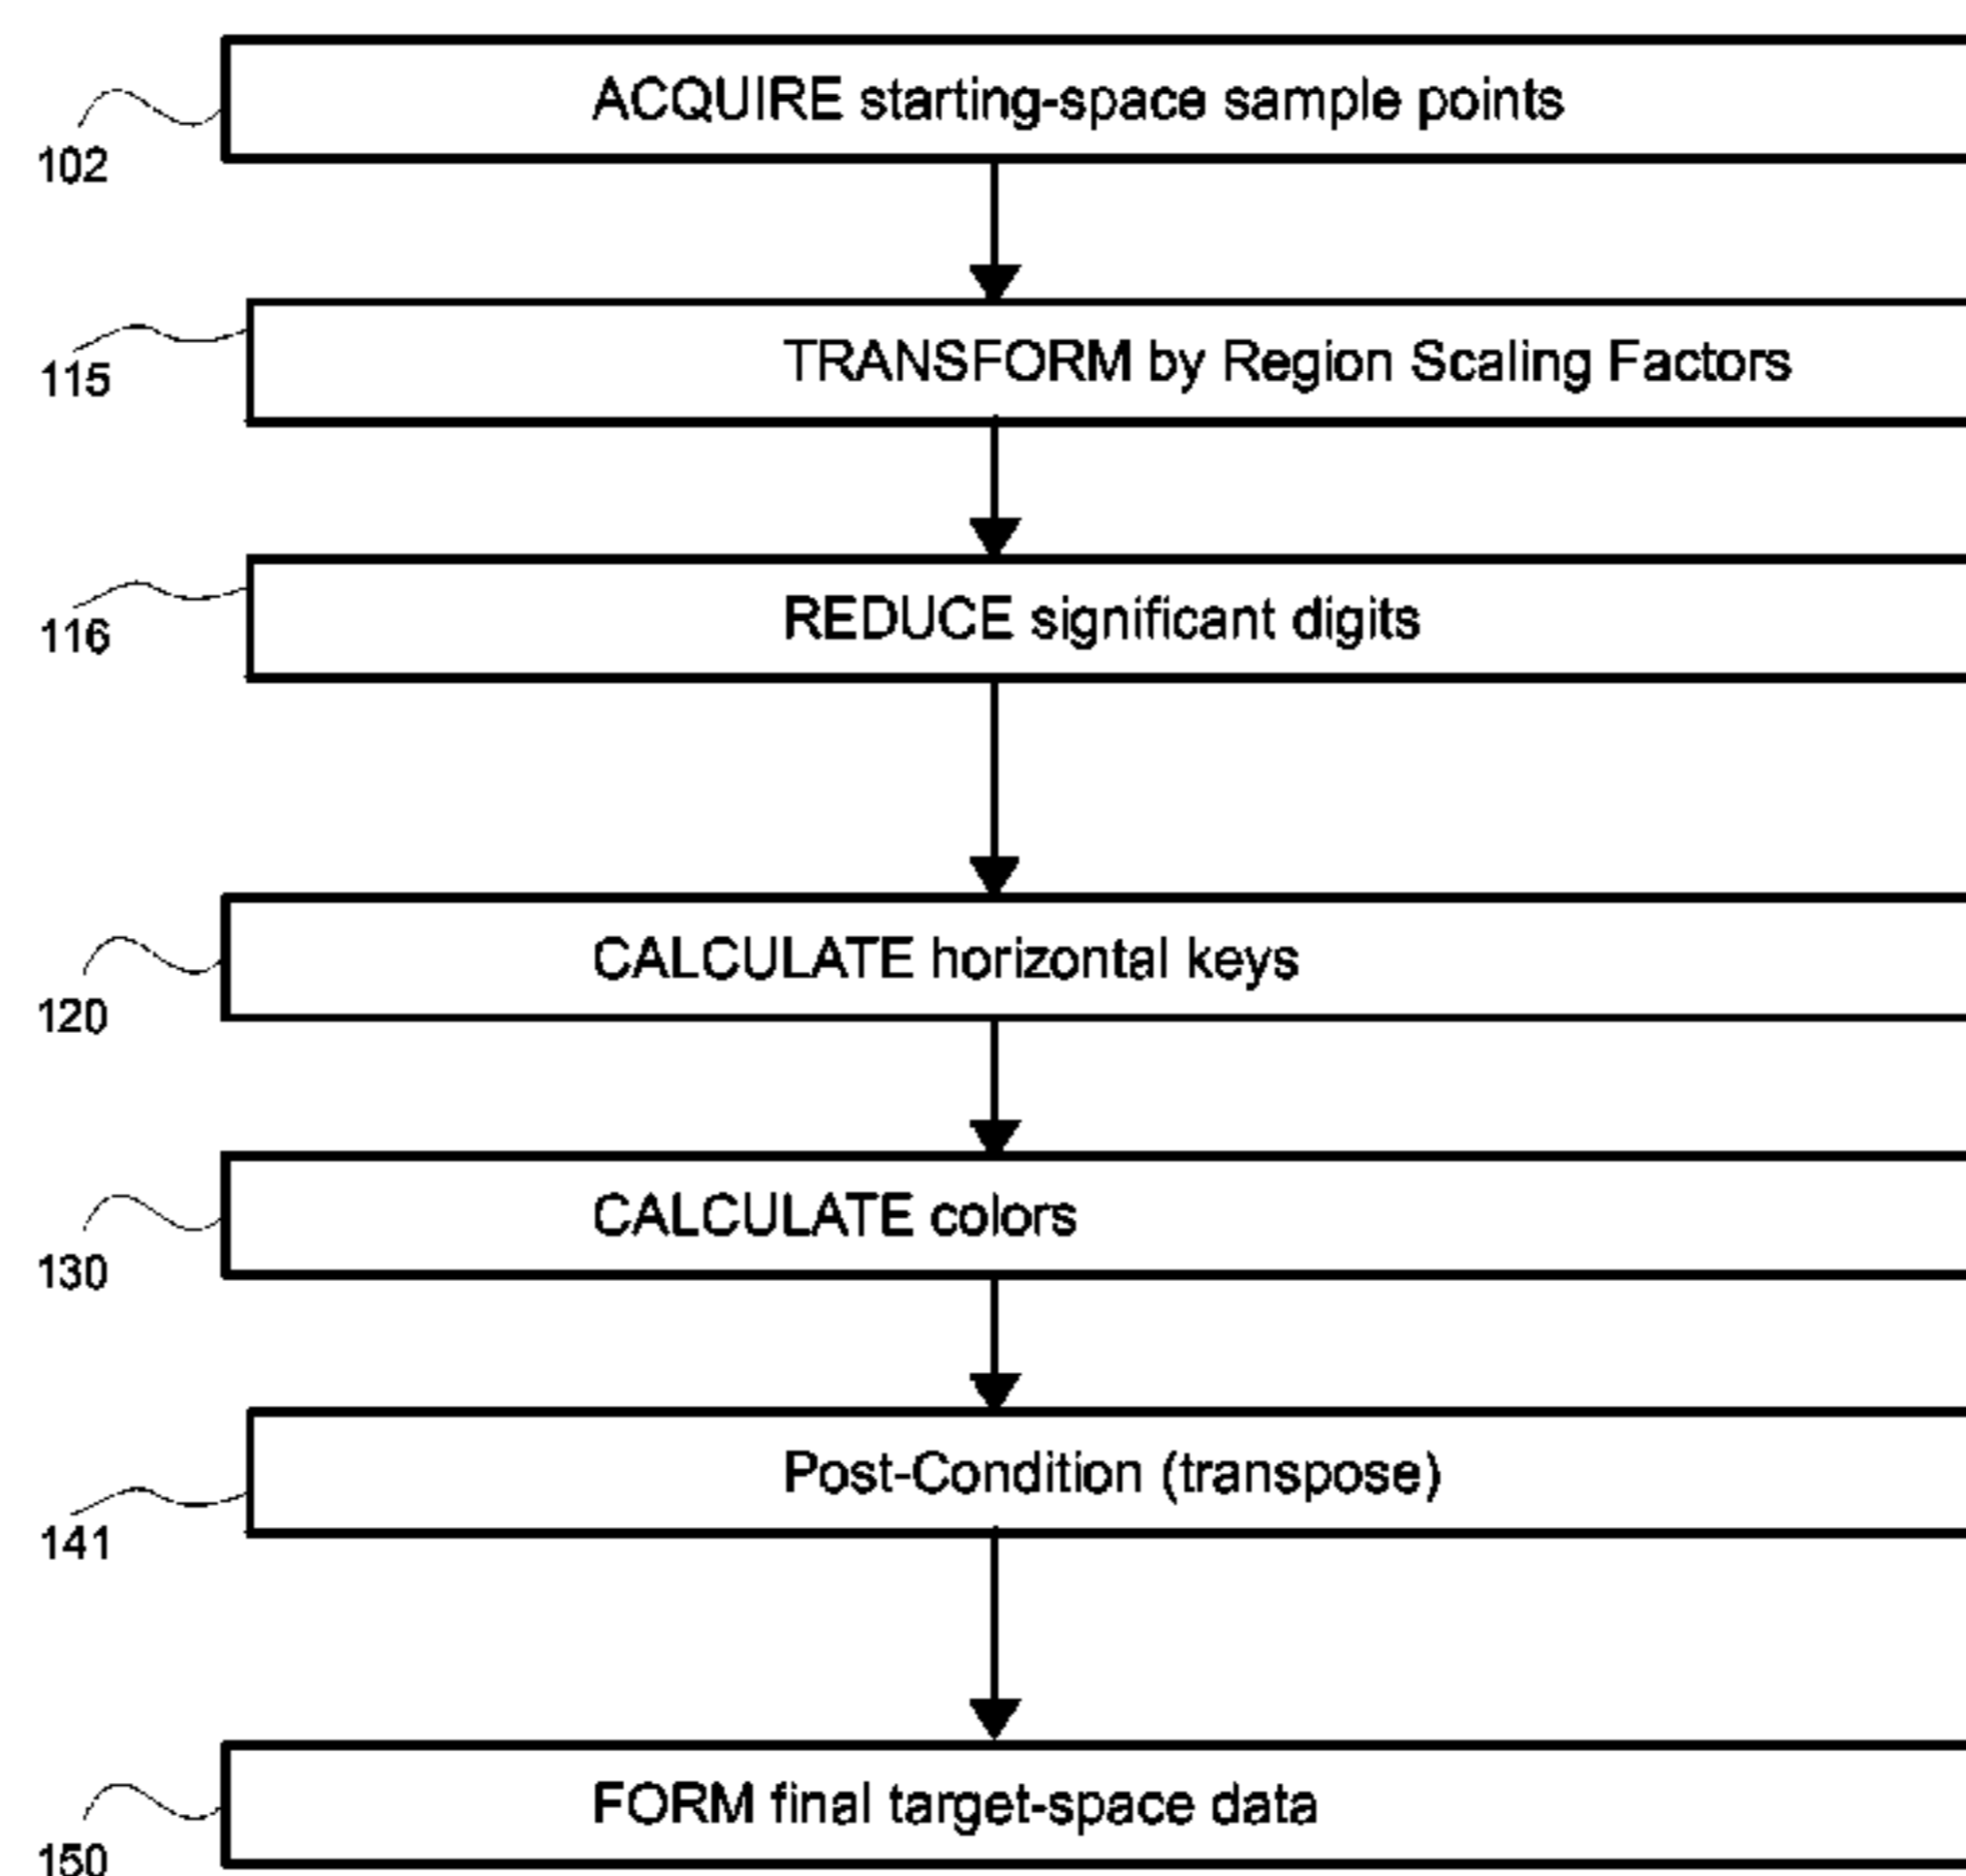 ACQUIRE starting-space sample points
102
TRANSFORM by Region Scaling Factors
115
REDUCE significant digits
116
CALCULATE horizontal keys
120
CALCULATE colors
130
Post-Condition (transpose)
141
FORM final target-space data
150